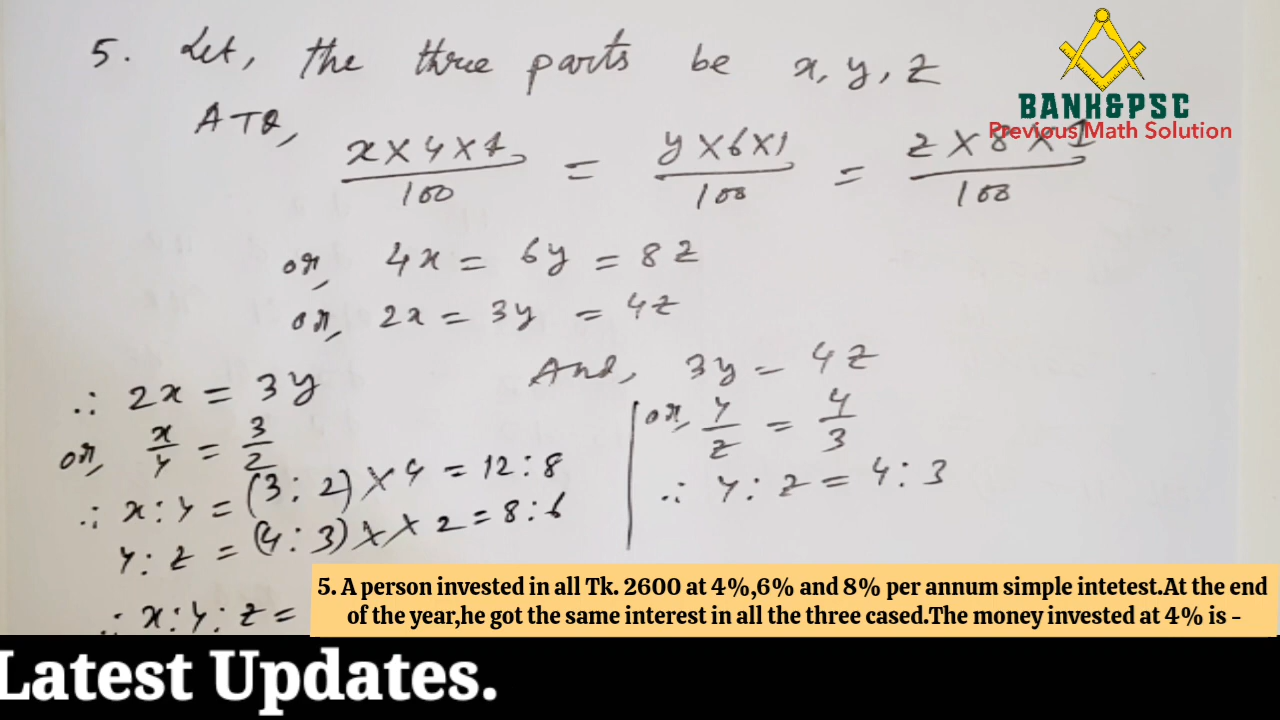 5. Let, the three parts be x, y, z
BANK&PSC
Previous Math Solution
ATQ,
x×4×1/100 = y×6×1/100 = z×8×1/100
or, 4x = 6y = 8z
or, 2x = 3y = 4z
∴ 2x = 3y
or, x/y = 3/2
∴ x:y = (3:2)×4 = 12:8
y:z = (4:3)××2 = 8:6
∴ x:y:z =
And, 3y = 4z
or, y/z = 4/3
∴ y:z = 4:3
5. A person invested in all Tk. 2600 at 4%,6% and 8% per annum simple intetest.At the end
of the year,he got the same interest in all the three cased.The money invested at 4% is -
Latest Updates.